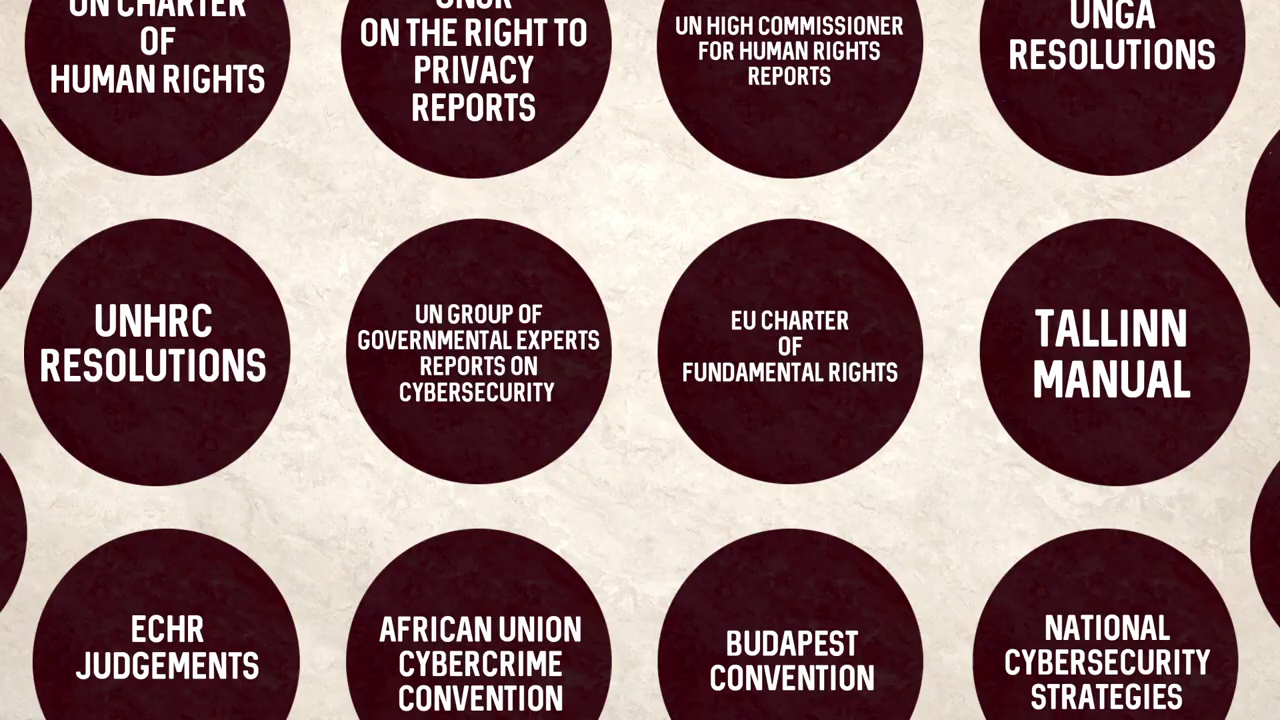 UN CHARTER
OF
HUMAN RIGHTS
ON THE RIGHT TO
PRIVACY
REPORTS
UN HIGH COMMISSIONER
FOR HUMAN RIGHTS
REPORTS
UNGA
RESOLUTIONS
UNHRC
RESOLUTIONS
UN GROUP OF
GOVERNMENTAL EXPERTS
REPORTS ON
CYBERSECURITY
EU CHARTER
OF
FUNDAMENTAL RIGHTS
TALLINN
MANUAL
ECHR
JUDGEMENTS
AFRICAN UNION
CYBERCRIME
CONVENTION
BUDAPEST
CONVENTION
NATIONAL
CYBERSECURITY
STRATEGIES